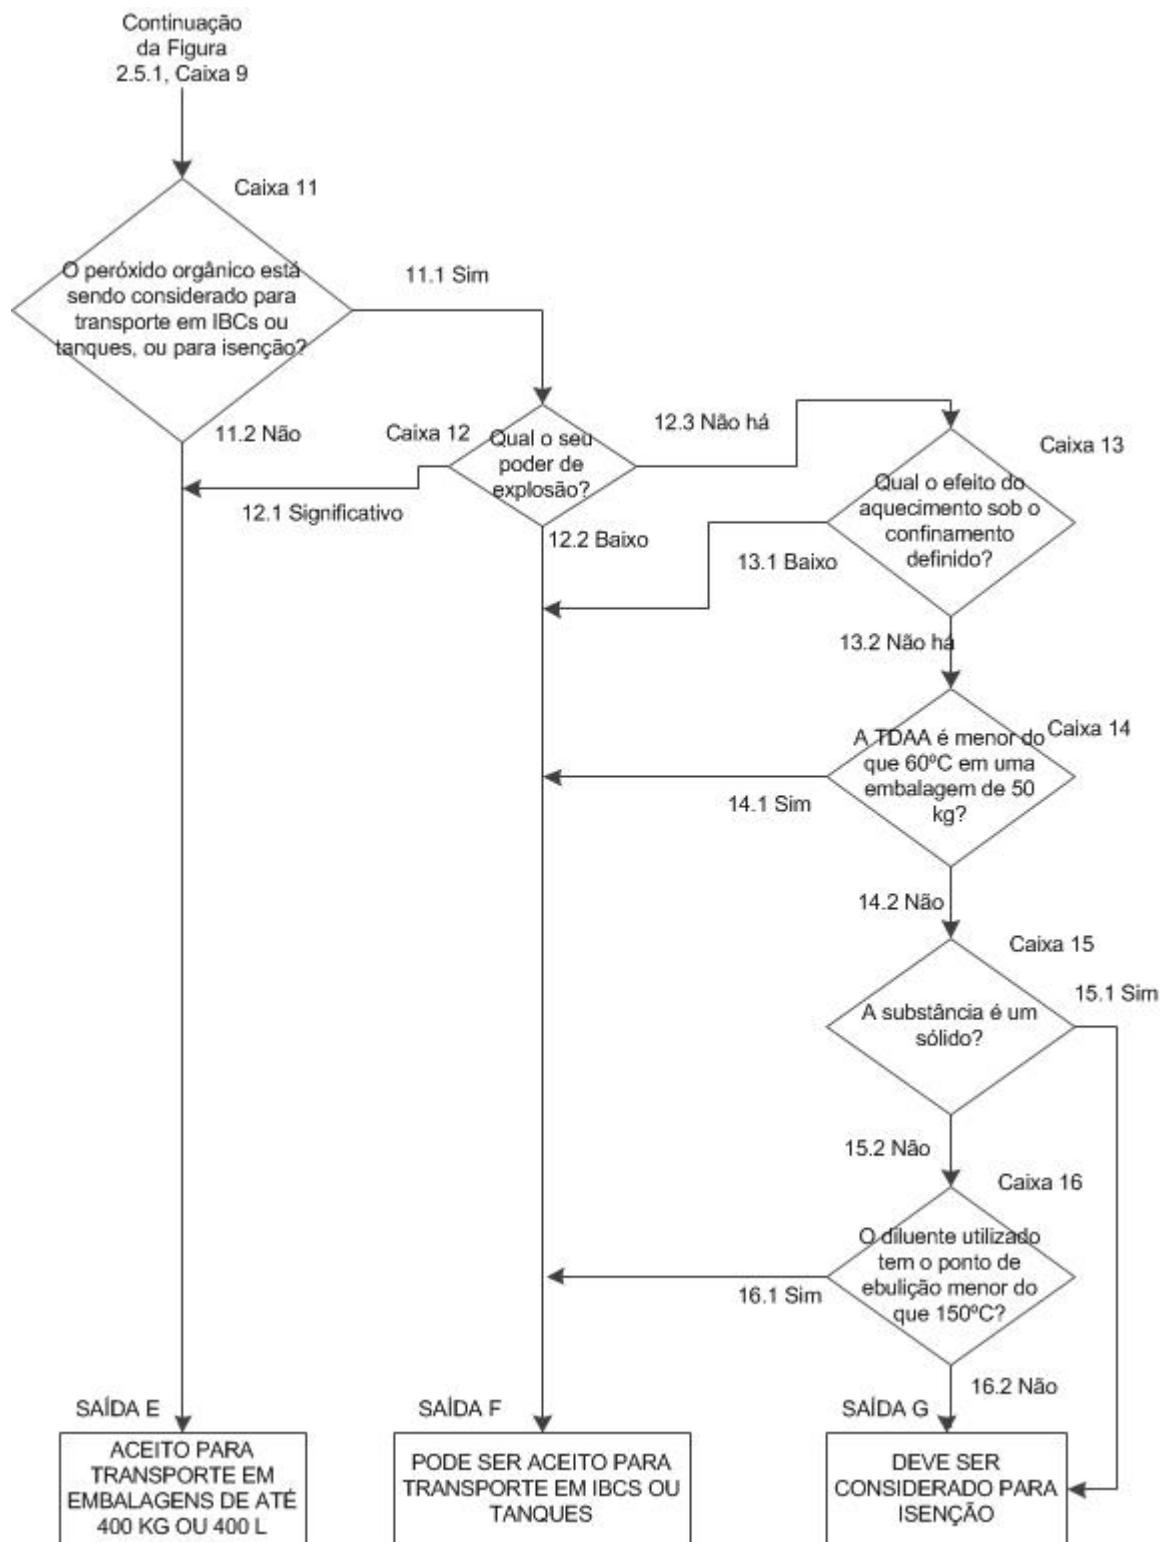 Continuação
da Figura
2.5.1, Caixa 9
Caixa 11
O peróxido orgânico está
sendo considerado para
transporte em IBCs ou
tanques, ou para isenção?
11.1 Sim
11.2 Não
Caixa 12
Qual o seu
poder de
explosão?
12.3 Não há
12.1 Significativo
12.2 Baixo
Caixa 13
Qual o efeito do
aquecimento sob o
confinamento
definido?
13.1 Baixo
13.2 Não há
Caixa 14
A TDAA é menor do
que 60ºC em uma
embalagem de 50
kg?
14.1 Sim
14.2 Não
Caixa 15
A substância é um
sólido?
15.1 Sim
15.2 Não
Caixa 16
O diluente utilizado
tem o ponto de
ebulição menor do
que 150ºC?
16.1 Sim
16.2 Não
SAÍDA E
ACEITO PARA
TRANSPORTE EM
EMBALAGENS DE ATÉ
400 KG OU 400 L
SAÍDA F
PODE SER ACEITO PARA
TRANSPORTE EM IBCS OU
TANQUES
SAÍDA G
DEVE SER
CONSIDERADO PARA
ISENÇÃO